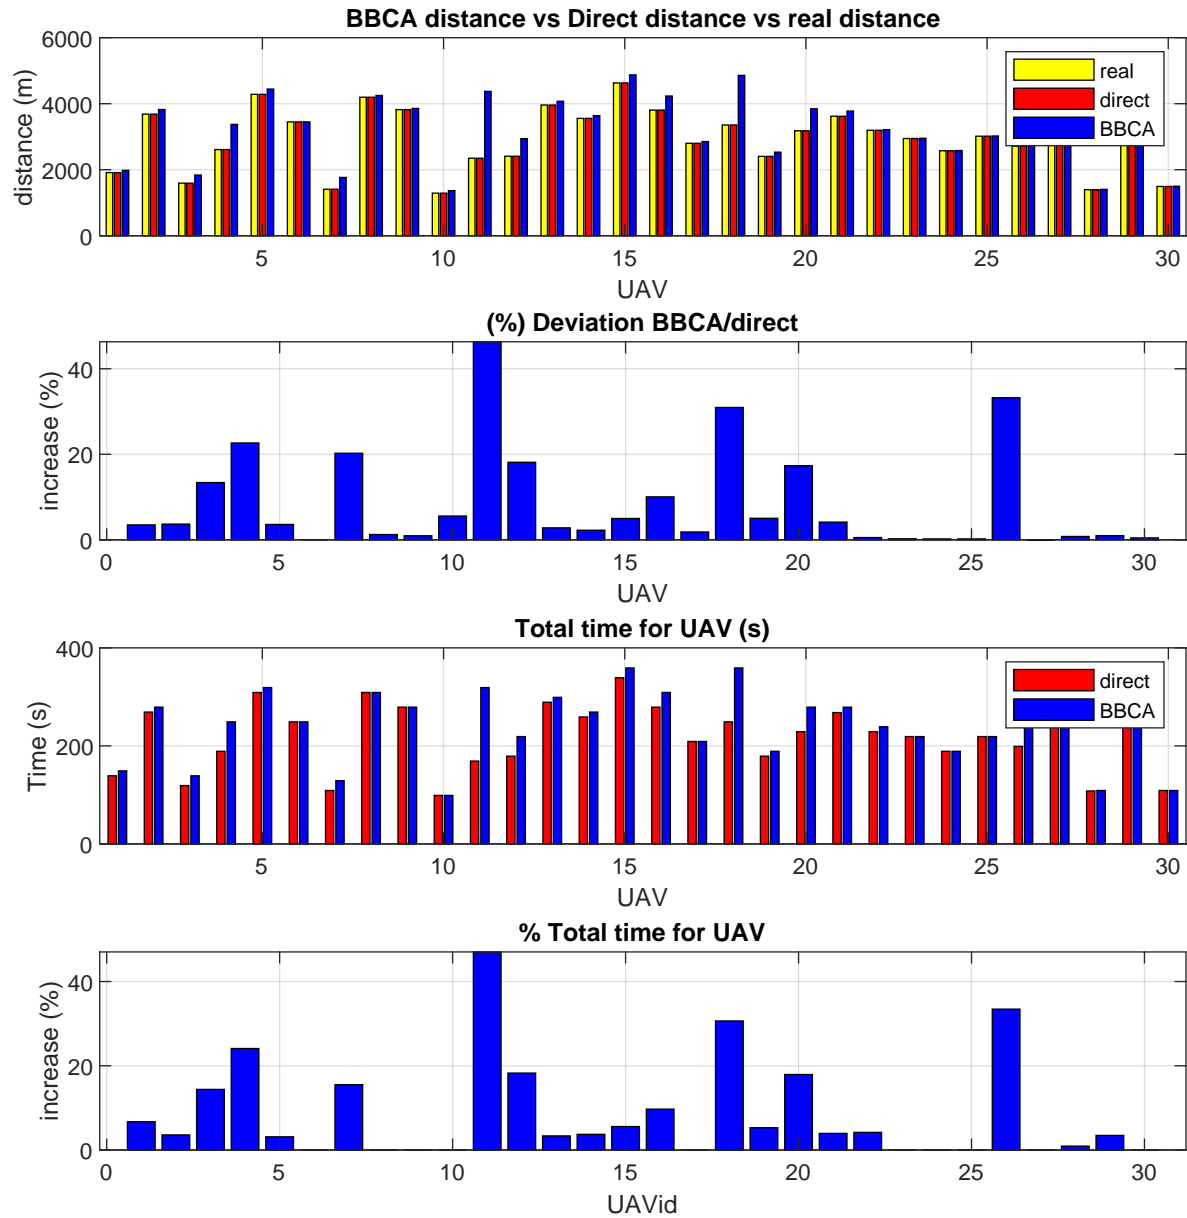 BBCA distance vs Direct distance vs real distance
distance (m)
6000
4000
2000
0
real
direct
BBCA
5 10 15 20 25 30
UAV
(%) Deviation BBCA/direct
increase (%)
40
20
0
0 5 10 15 20 25 30
UAV
Total time for UAV (s)
Time (s)
400
200
0
direct
BBCA
5 10 15 20 25 30
UAV
% Total time for UAV
increase (%)
40
20
0
0 5 10 15 20 25 30
UAVid